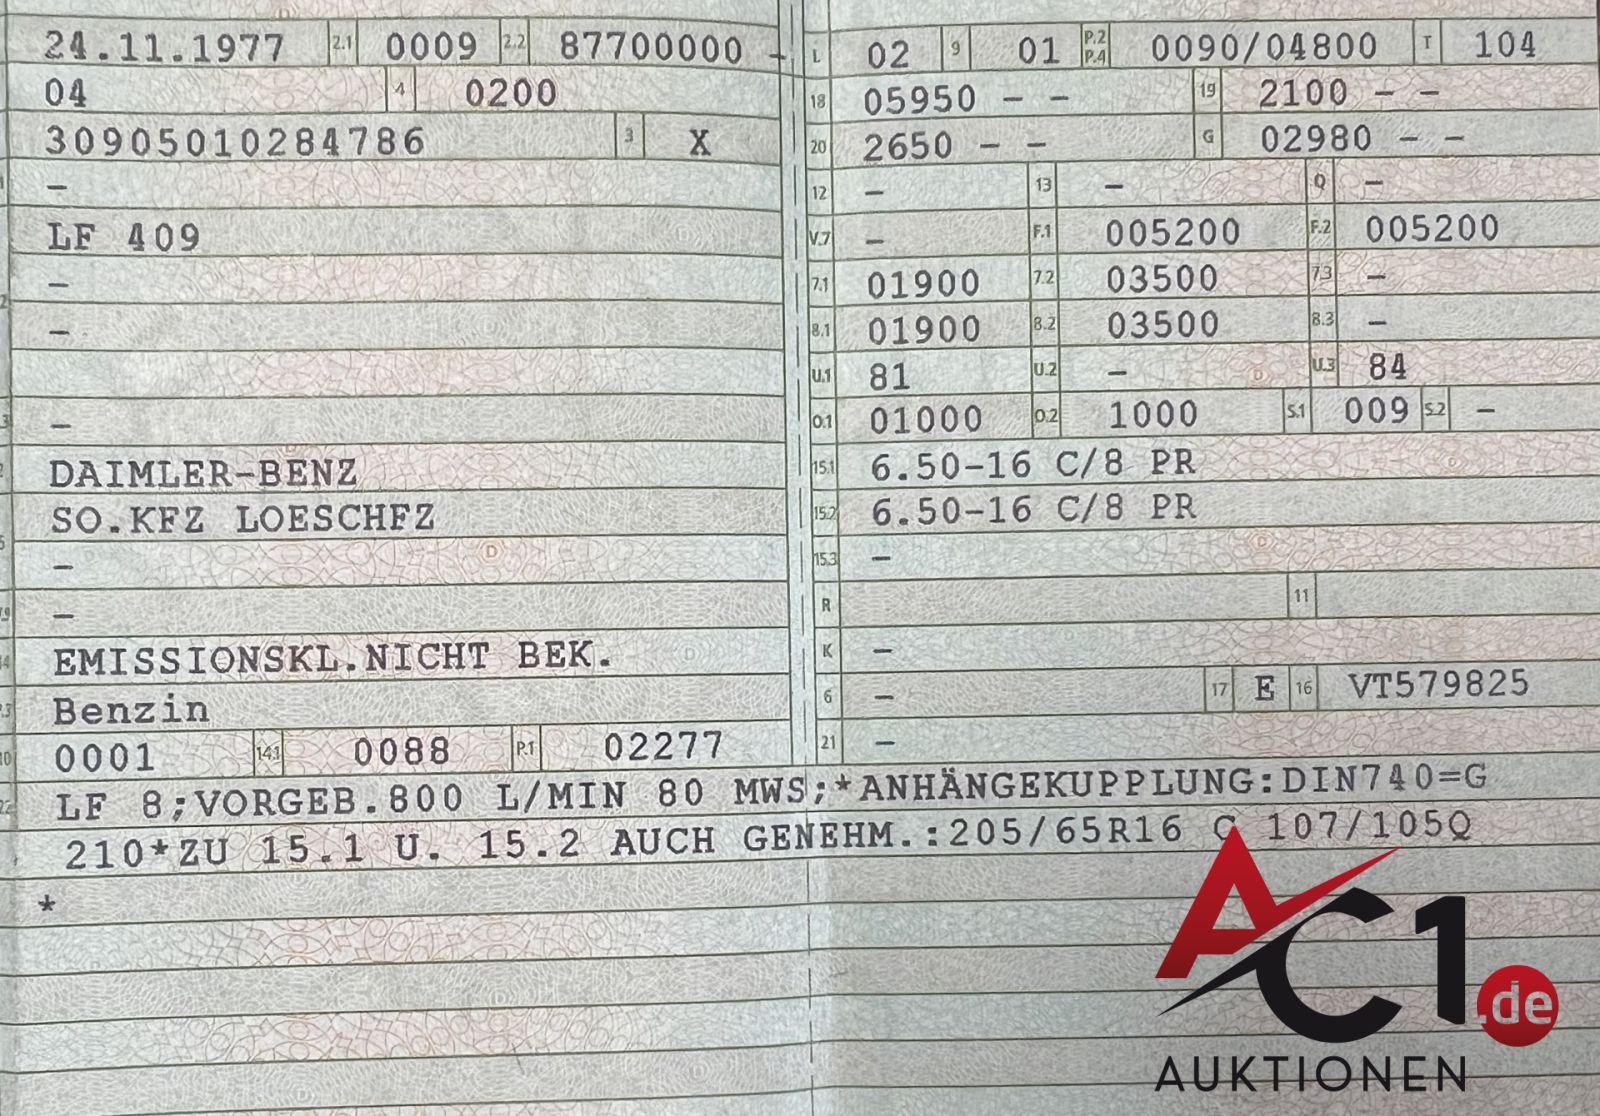 24.11.1977 2.1 0009 2.2 87700000 -
04 4 0200
30905010284786 3 X
-
LF 409
-
-
-
DAIMLER-BENZ
SO.KFZ LOESCHFZ
-
-
EMISSIONSKL.NICHT BEK.
Benzin
0001 14.1 0088 P.1 02277
L 02 9 01 P.2 P.4 0090/04800 T 104
18 05950 - - 19 2100 - -
20 2650 - - G 02980 - -
12 - 13 - Q -
V.7 - F.1 005200 F.2 005200
7.1 01900 7.2 03500 7.3 -
8.1 01900 8.2 03500 8.3 -
U.1 81 U.2 - U.3 84
O.1 01000 O.2 1000 S.1 009 S.2 -
15.1 6.50-16 C/8 PR
15.2 6.50-16 C/8 PR
15.3 -
R 11
K -
6 - 17 E 16 VT579825
21 -
22 LF 8;VORGEB.800 L/MIN 80 MWS;*ANHÄNGEKUPPLUNG:DIN740=G
210*ZU 15.1 U. 15.2 AUCH GENEHM.:205/65R16 C 107/105Q
*
AC1.de
AUKTIONEN